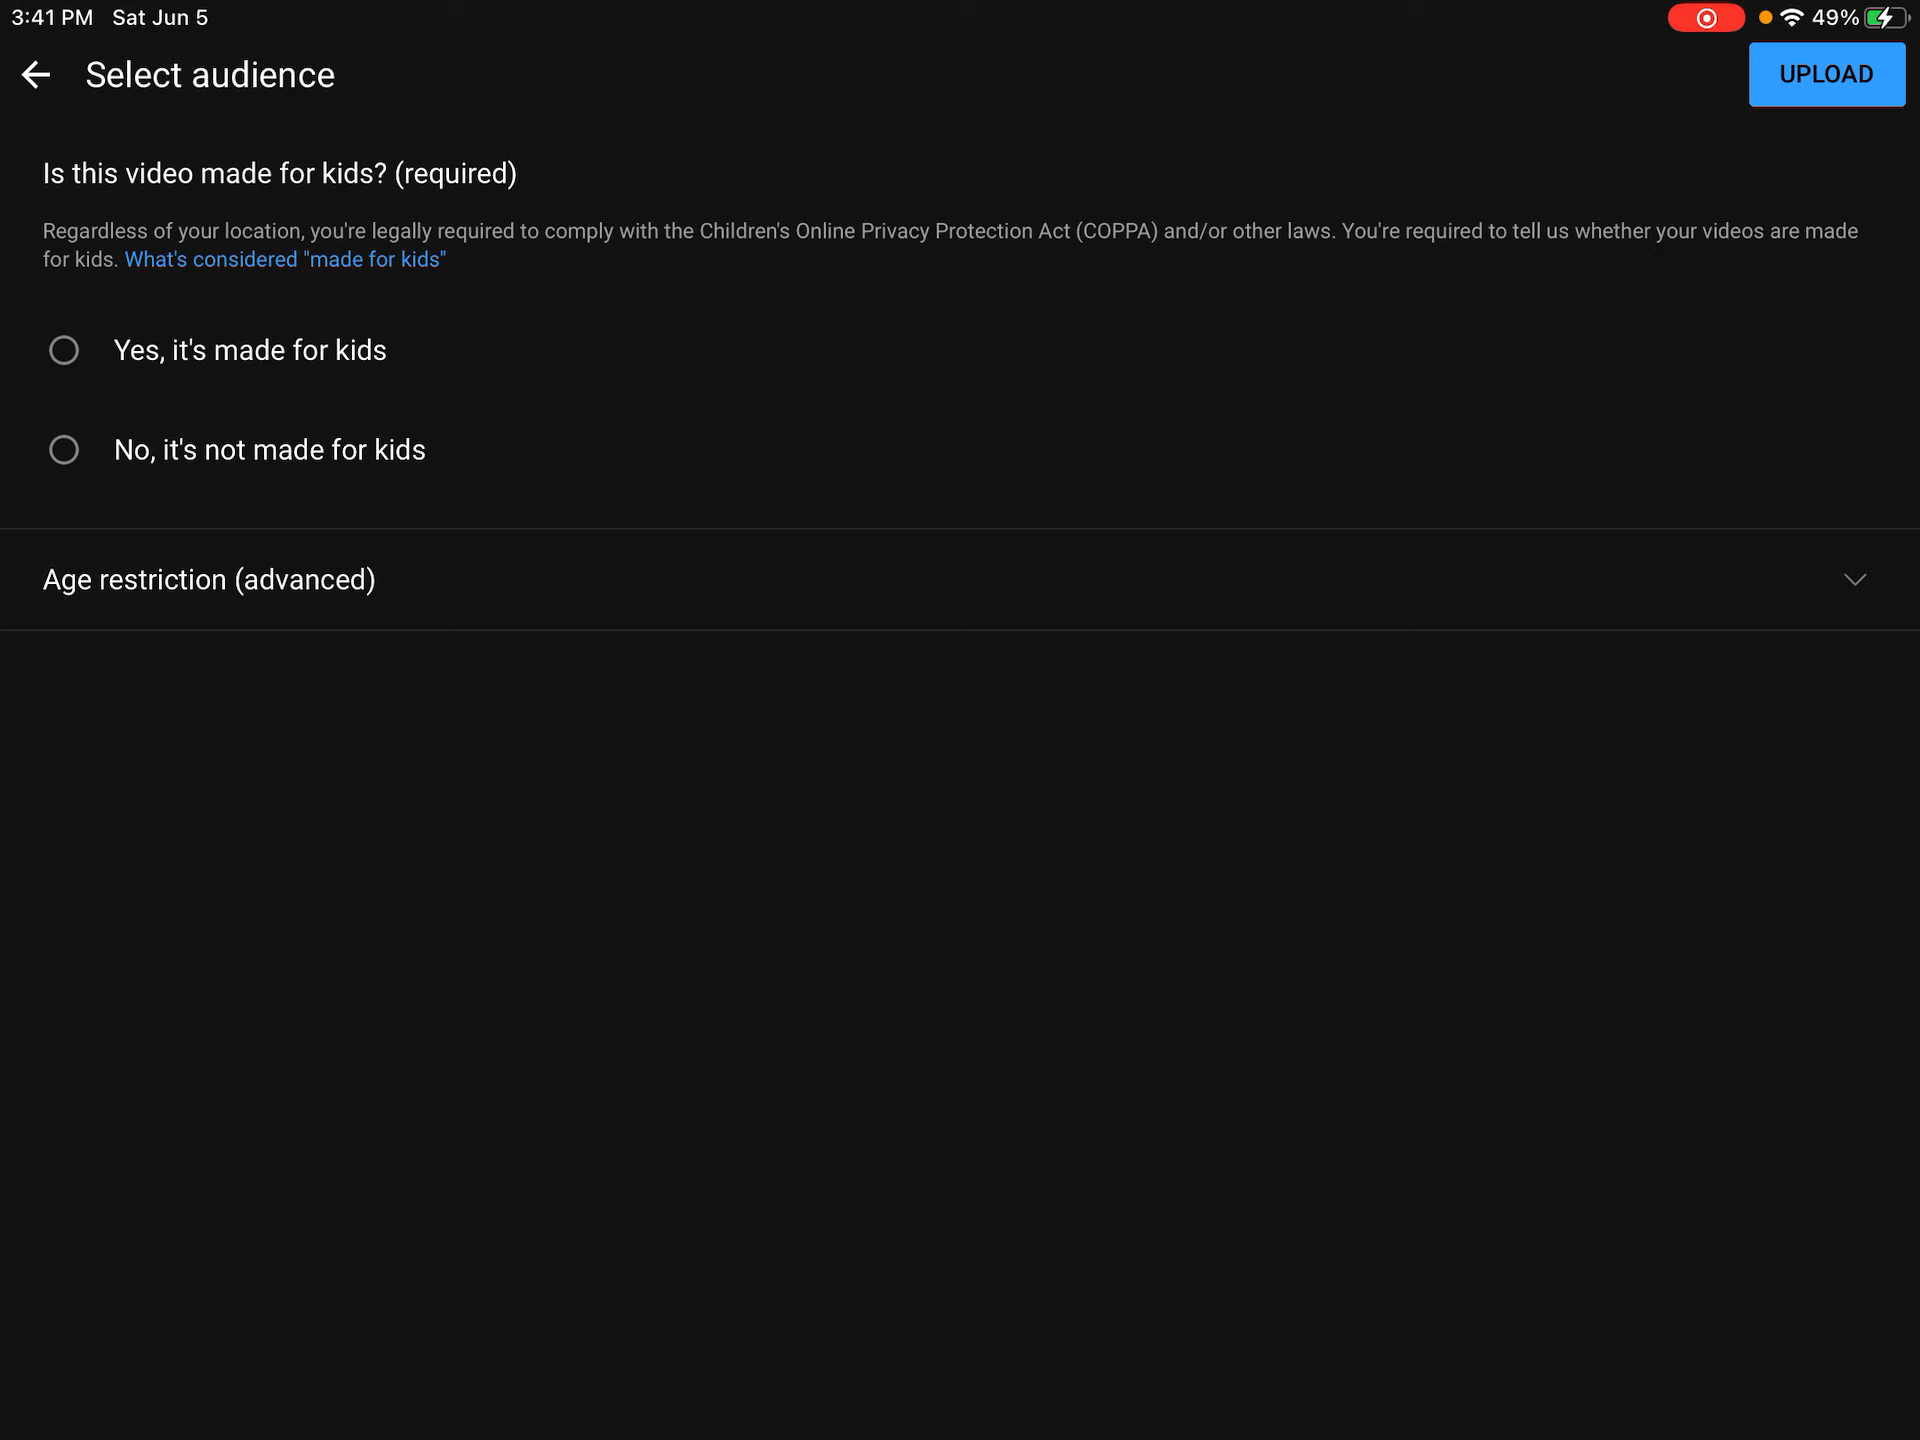 3:41 PM Sat Jun 5 49%
Select audience UPLOAD
Is this video made for kids? (required)
Regardless of your location, you're legally required to comply with the Children's Online Privacy Protection Act (COPPA) and/or other laws. You're required to tell us whether your videos are made
for kids. What's considered "made for kids"
Yes, it's made for kids
No, it's not made for kids
Age restriction (advanced)